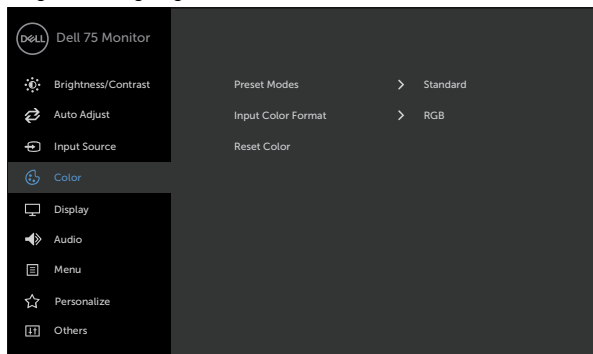 DELL Dell 75 Monitor
Brightness/Contrast
Auto Adjust
Input Source
Color
Display
Audio
Menu
Personalize
Others
Preset Modes > Standard
Input Color Format > RGB
Reset Color